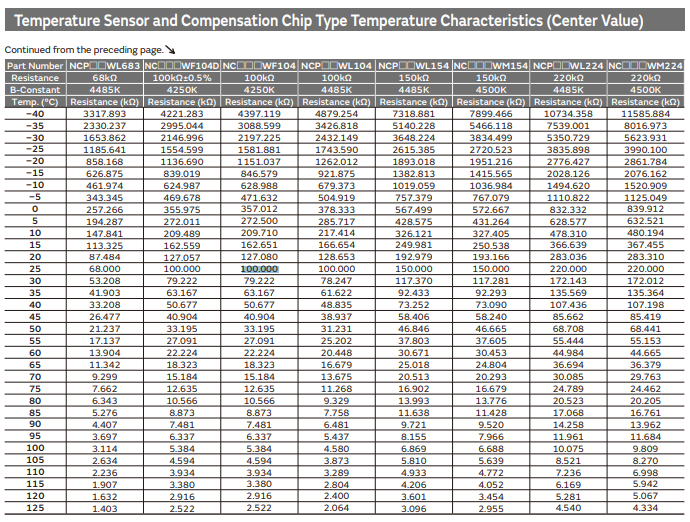 Temperature Sensor and Compensation Chip Type Temperature Characteristics (Center Value)
Continued from the preceding page.
Part Number NCP□□WL683 NC□□□WF104D NC□□□WF104 NCP□□WL104 NCP□□WL154 NC□□□WM154 NCP□□WL224 NC□□□WM224
Resistance 68kΩ 100kΩ±0.5% 100kΩ 100kΩ 150kΩ 150kΩ 220kΩ 220kΩ
B-Constant 4485K 4250K 4250K 4485K 4485K 4500K 4485K 4500K
Temp. (°C) Resistance (kΩ) Resistance (kΩ) Resistance (kΩ) Resistance (kΩ) Resistance (kΩ) Resistance (kΩ) Resistance (kΩ) Resistance (kΩ)
−40 3317.893 4221.283 4397.119 4879.254 7318.881 7899.466 10734.358 11585.884
−35 2330.237 2995.044 3088.599 3426.818 5140.228 5466.118 7539.001 8016.973
−30 1653.862 2146.996 2197.225 2432.149 3648.224 3834.499 5350.729 5623.931
−25 1185.641 1554.599 1581.881 1743.590 2615.385 2720.523 3835.898 3990.100
−20 858.168 1136.690 1151.037 1262.012 1893.018 1951.216 2776.427 2861.784
−15 626.875 839.019 846.579 921.875 1382.813 1415.565 2028.126 2076.162
−10 461.974 624.987 628.988 679.373 1019.059 1036.984 1494.620 1520.909
−5 343.345 469.678 471.632 504.919 757.379 767.079 1110.822 1125.049
0 257.266 355.975 357.012 378.333 567.499 572.667 832.332 839.912
5 194.287 272.011 272.500 285.717 428.575 431.264 628.577 632.521
10 147.841 209.489 209.710 217.414 326.121 327.405 478.310 480.194
15 113.325 162.559 162.651 166.654 249.981 250.538 366.639 367.455
20 87.484 127.057 127.080 128.653 192.979 193.166 283.036 283.310
25 68.000 100.000 100.000 100.000 150.000 150.000 220.000 220.000
30 53.208 79.222 79.222 78.247 117.370 117.281 172.143 172.012
35 41.903 63.167 63.167 61.622 92.433 92.293 135.569 135.364
40 33.208 50.677 50.677 48.835 73.252 73.090 107.436 107.198
45 26.477 40.904 40.904 38.937 58.406 58.240 85.662 85.419
50 21.237 33.195 33.195 31.231 46.846 46.665 68.708 68.441
55 17.137 27.091 27.091 25.202 37.803 37.605 55.444 55.153
60 13.904 22.224 22.224 20.448 30.671 30.453 44.984 44.665
65 11.342 18.323 18.323 16.679 25.018 24.804 36.694 36.379
70 9.299 15.184 15.184 13.675 20.513 20.293 30.085 29.763
75 7.662 12.635 12.635 11.268 16.902 16.679 24.789 24.462
80 6.343 10.566 10.566 9.329 13.993 13.776 20.523 20.205
85 5.276 8.873 8.873 7.758 11.638 11.428 17.068 16.761
90 4.407 7.481 7.481 6.481 9.721 9.520 14.258 13.962
95 3.697 6.337 6.337 5.437 8.155 7.966 11.961 11.684
100 3.114 5.384 5.384 4.580 6.869 6.688 10.075 9.809
105 2.634 4.594 4.594 3.873 5.810 5.639 8.521 8.270
110 2.236 3.934 3.934 3.289 4.933 4.772 7.236 6.998
115 1.907 3.380 3.380 2.804 4.206 4.052 6.169 5.942
120 1.632 2.916 2.916 2.400 3.601 3.454 5.281 5.067
125 1.403 2.522 2.522 2.064 3.096 2.955 4.540 4.334